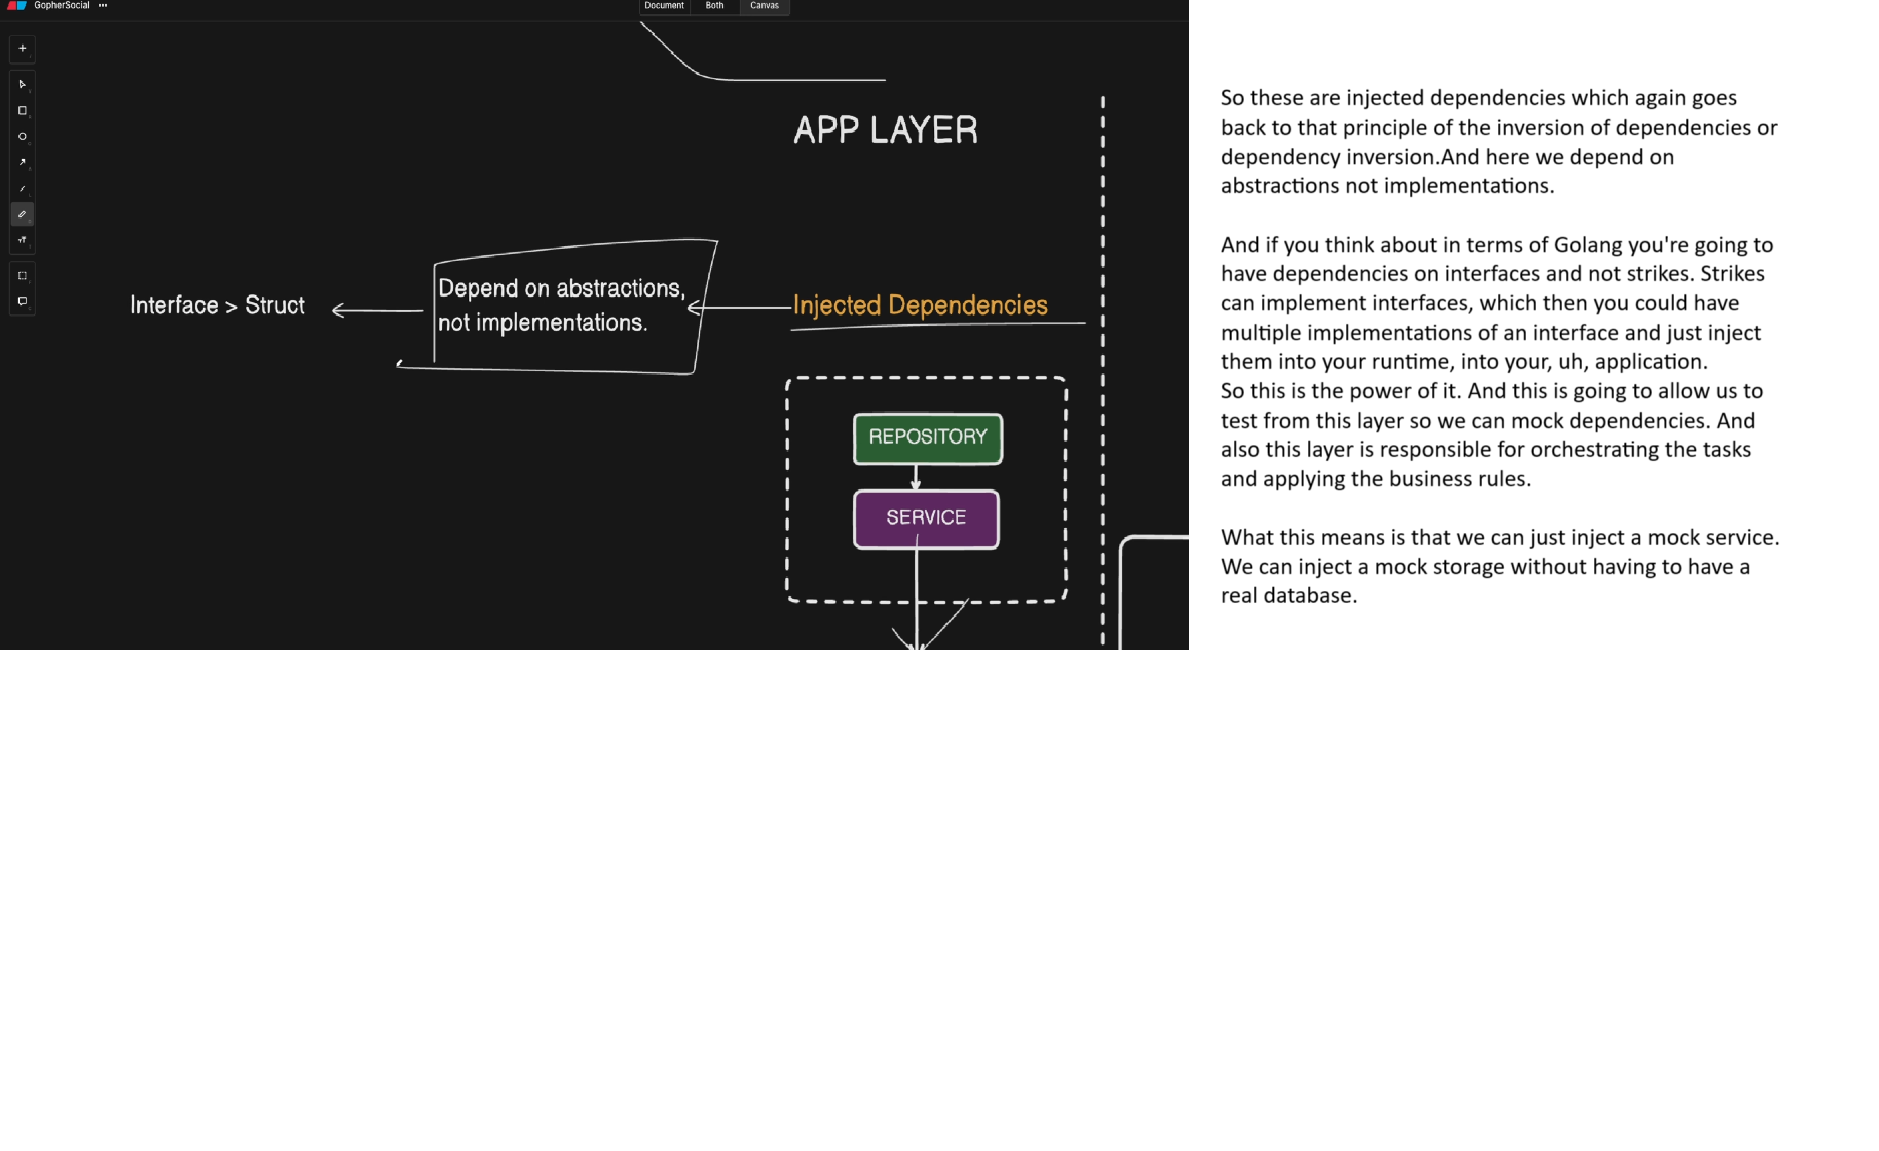 GopherSocial ···
Document Both Canvas
APP LAYER
Interface > Struct
Depend on abstractions,
not implementations.
Injected Dependencies
REPOSITORY
SERVICE
So these are injected dependencies which again goes
back to that principle of the inversion of dependencies or
dependency inversion.And here we depend on
abstractions not implementations.
And if you think about in terms of Golang you're going to
have dependencies on interfaces and not strikes. Strikes
can implement interfaces, which then you could have
multiple implementations of an interface and just inject
them into your runtime, into your, uh, application.
So this is the power of it. And this is going to allow us to
test from this layer so we can mock dependencies. And
also this layer is responsible for orchestrating the tasks
and applying the business rules.
What this means is that we can just inject a mock service.
We can inject a mock storage without having to have a
real database.